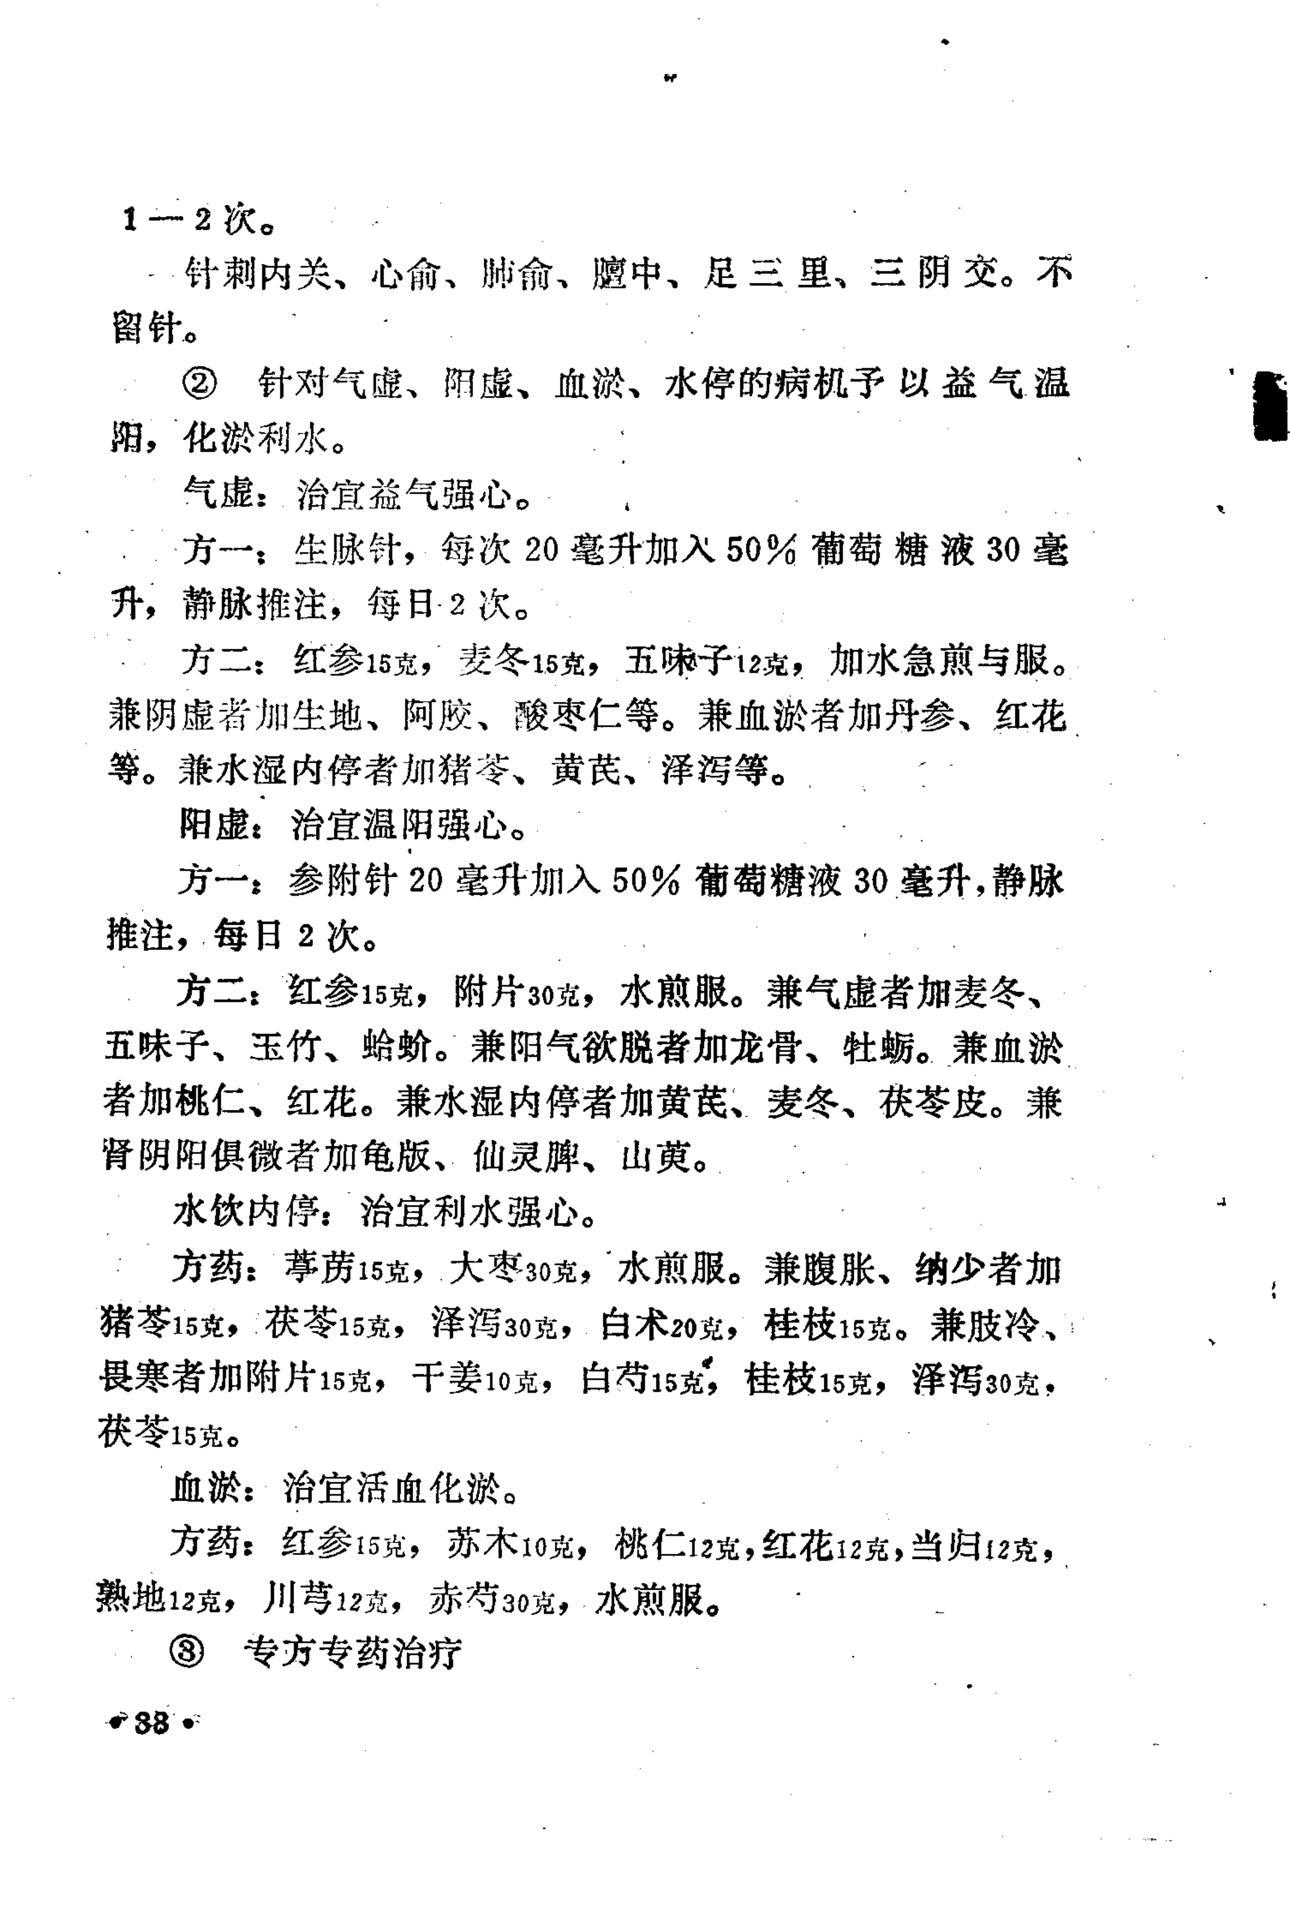 1一2次。
针刺内关、心俞、肺俞、膻中、足三里、三阴交。不
留针。
② 针对气虚、阳虚、血淤、水停的病机予以益气温
阳，化淤利水。
气虚：治宜益气强心。
方一：生脉针，每次20毫升加入50％葡萄糖液30毫
升，静脉推注，每日2次。
方二：红参15克，麦冬15克，五味子12克，加水急煎与服。
兼阴虚者加生地、阿胶、酸枣仁等。兼血淤者加丹参、红花
等。兼水湿内停者加猪苓、黄芪、泽泻等。
阳虚：治宜温阳强心。
方一：参附针20毫升加入50％葡萄糖液30毫升，静脉
推注，每日2次。
方二：红参15克，附片30克，水煎服。兼气虚者加麦冬、
五味子、玉竹、蛤蚧。兼阳气欲脱者加龙骨、牡蛎。兼血淤
者加桃仁、红花。兼水湿内停者加黄芪、麦冬、茯苓皮。兼
肾阴阳俱微者加龟版、仙灵脾、山萸。
水饮内停：治宜利水强心。
方药：葶苈15克，大枣30克，水煎服。兼腹胀、纳少者加
猪苓15克，茯苓15克，泽泻30克，白术20克，桂枝15克。兼肢冷、
畏寒者加附片15克，干姜10克，白芍15克，桂枝15克，泽泻30克，
茯苓15克。
血淤：治宜活血化淤。
方药：红参15克，苏木10克，桃仁12克，红花12克，当归12克，
熟地12克，川芎12克，赤芍30克，水煎服。
③ 专方专药治疗
• 38 •